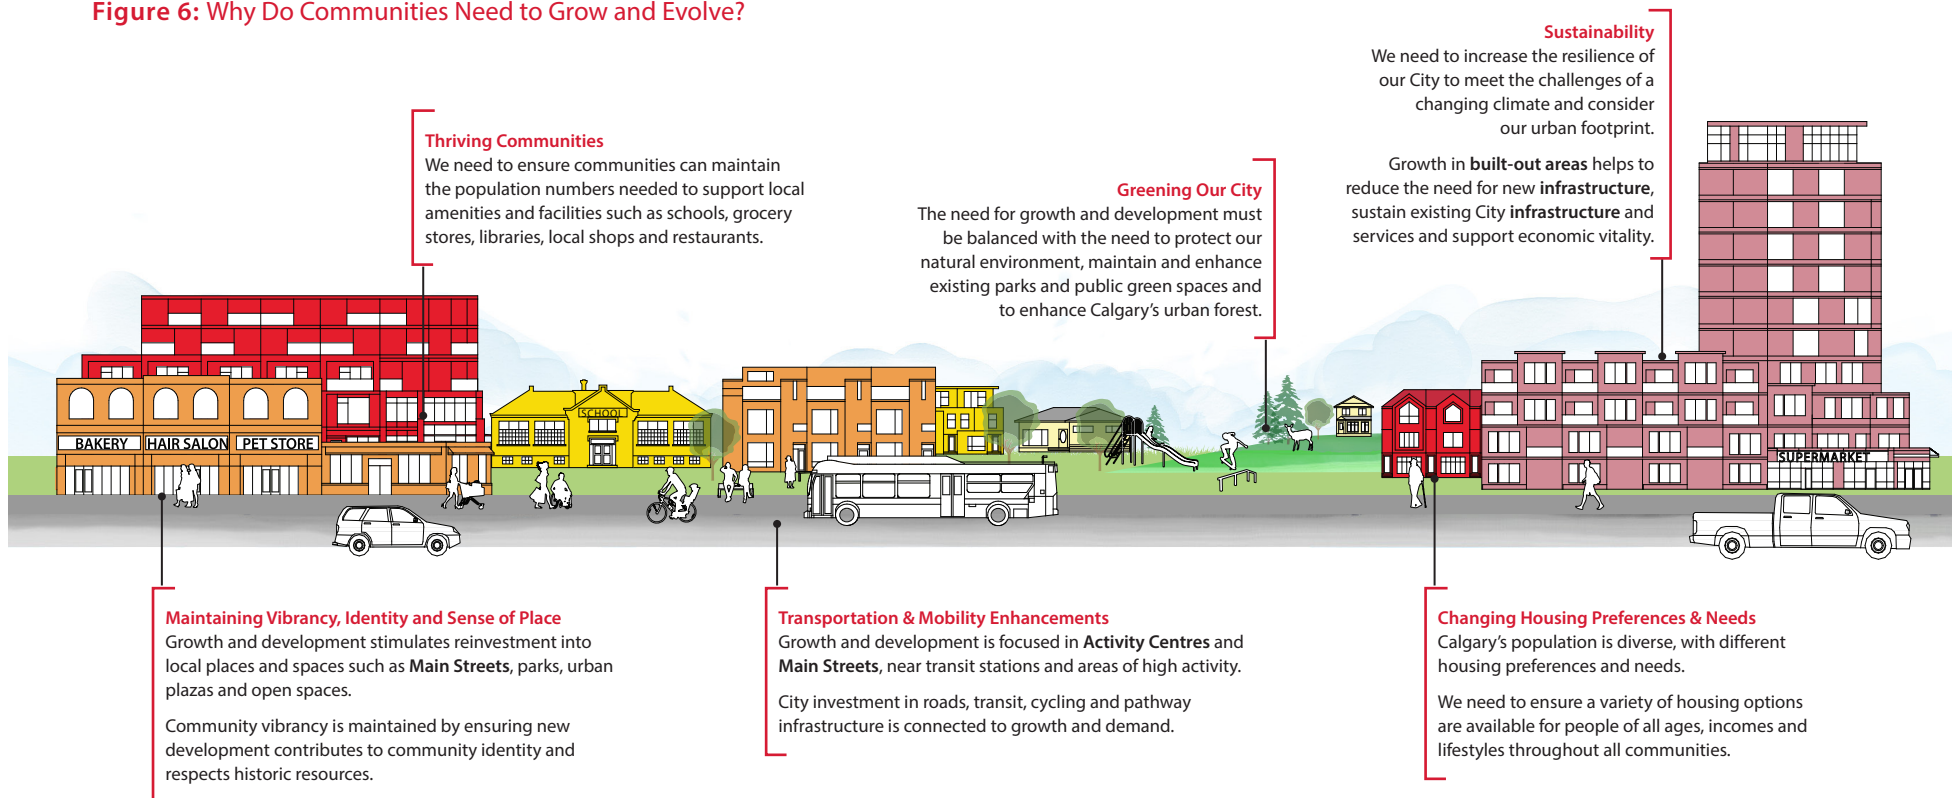 Figure 6: Why Do Communities Need to Grow and Evolve?
Sustainability
We need to increase the resilience of
our City to meet the challenges of a
changing climate and consider
our urban footprint.
Growth in built-out areas helps to
reduce the need for new infrastructure,
sustain existing City infrastructure and
services and support economic vitality.
Thriving Communities
We need to ensure communities can maintain
the population numbers needed to support local
amenities and facilities such as schools, grocery
stores, libraries, local shops and restaurants.
Greening Our City
The need for growth and development must
be balanced with the need to protect our
natural environment, maintain and enhance
existing parks and public green spaces and
to enhance Calgary’s urban forest.
SCHOOL
BAKERY
HAIR SALON
PET STORE
SUPERMARKET
Maintaining Vibrancy, Identity and Sense of Place
Growth and development stimulates reinvestment into
local places and spaces such as Main Streets, parks, urban
plazas and open spaces.
Community vibrancy is maintained by ensuring new
development contributes to community identity and
respects historic resources.
Transportation & Mobility Enhancements
Growth and development is focused in Activity Centres and
Main Streets, near transit stations and areas of high activity.
City investment in roads, transit, cycling and pathway
infrastructure is connected to growth and demand.
Changing Housing Preferences & Needs
Calgary’s population is diverse, with different
housing preferences and needs.
We need to ensure a variety of housing options
are available for people of all ages, incomes and
lifestyles throughout all communities.